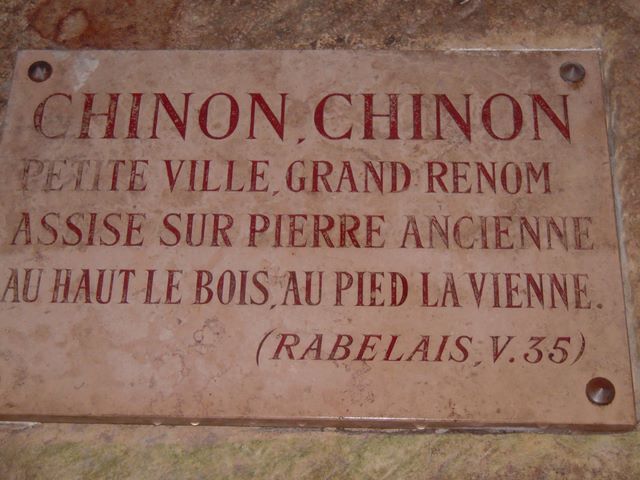 CHINON, CHINON
PETITE VILLE, GRAND RENOM
ASSISE SUR PIERRE ANCIENNE
AU HAUT LE BOIS, AU PIED LA VIENNE.
(RABELAIS, V. 35)